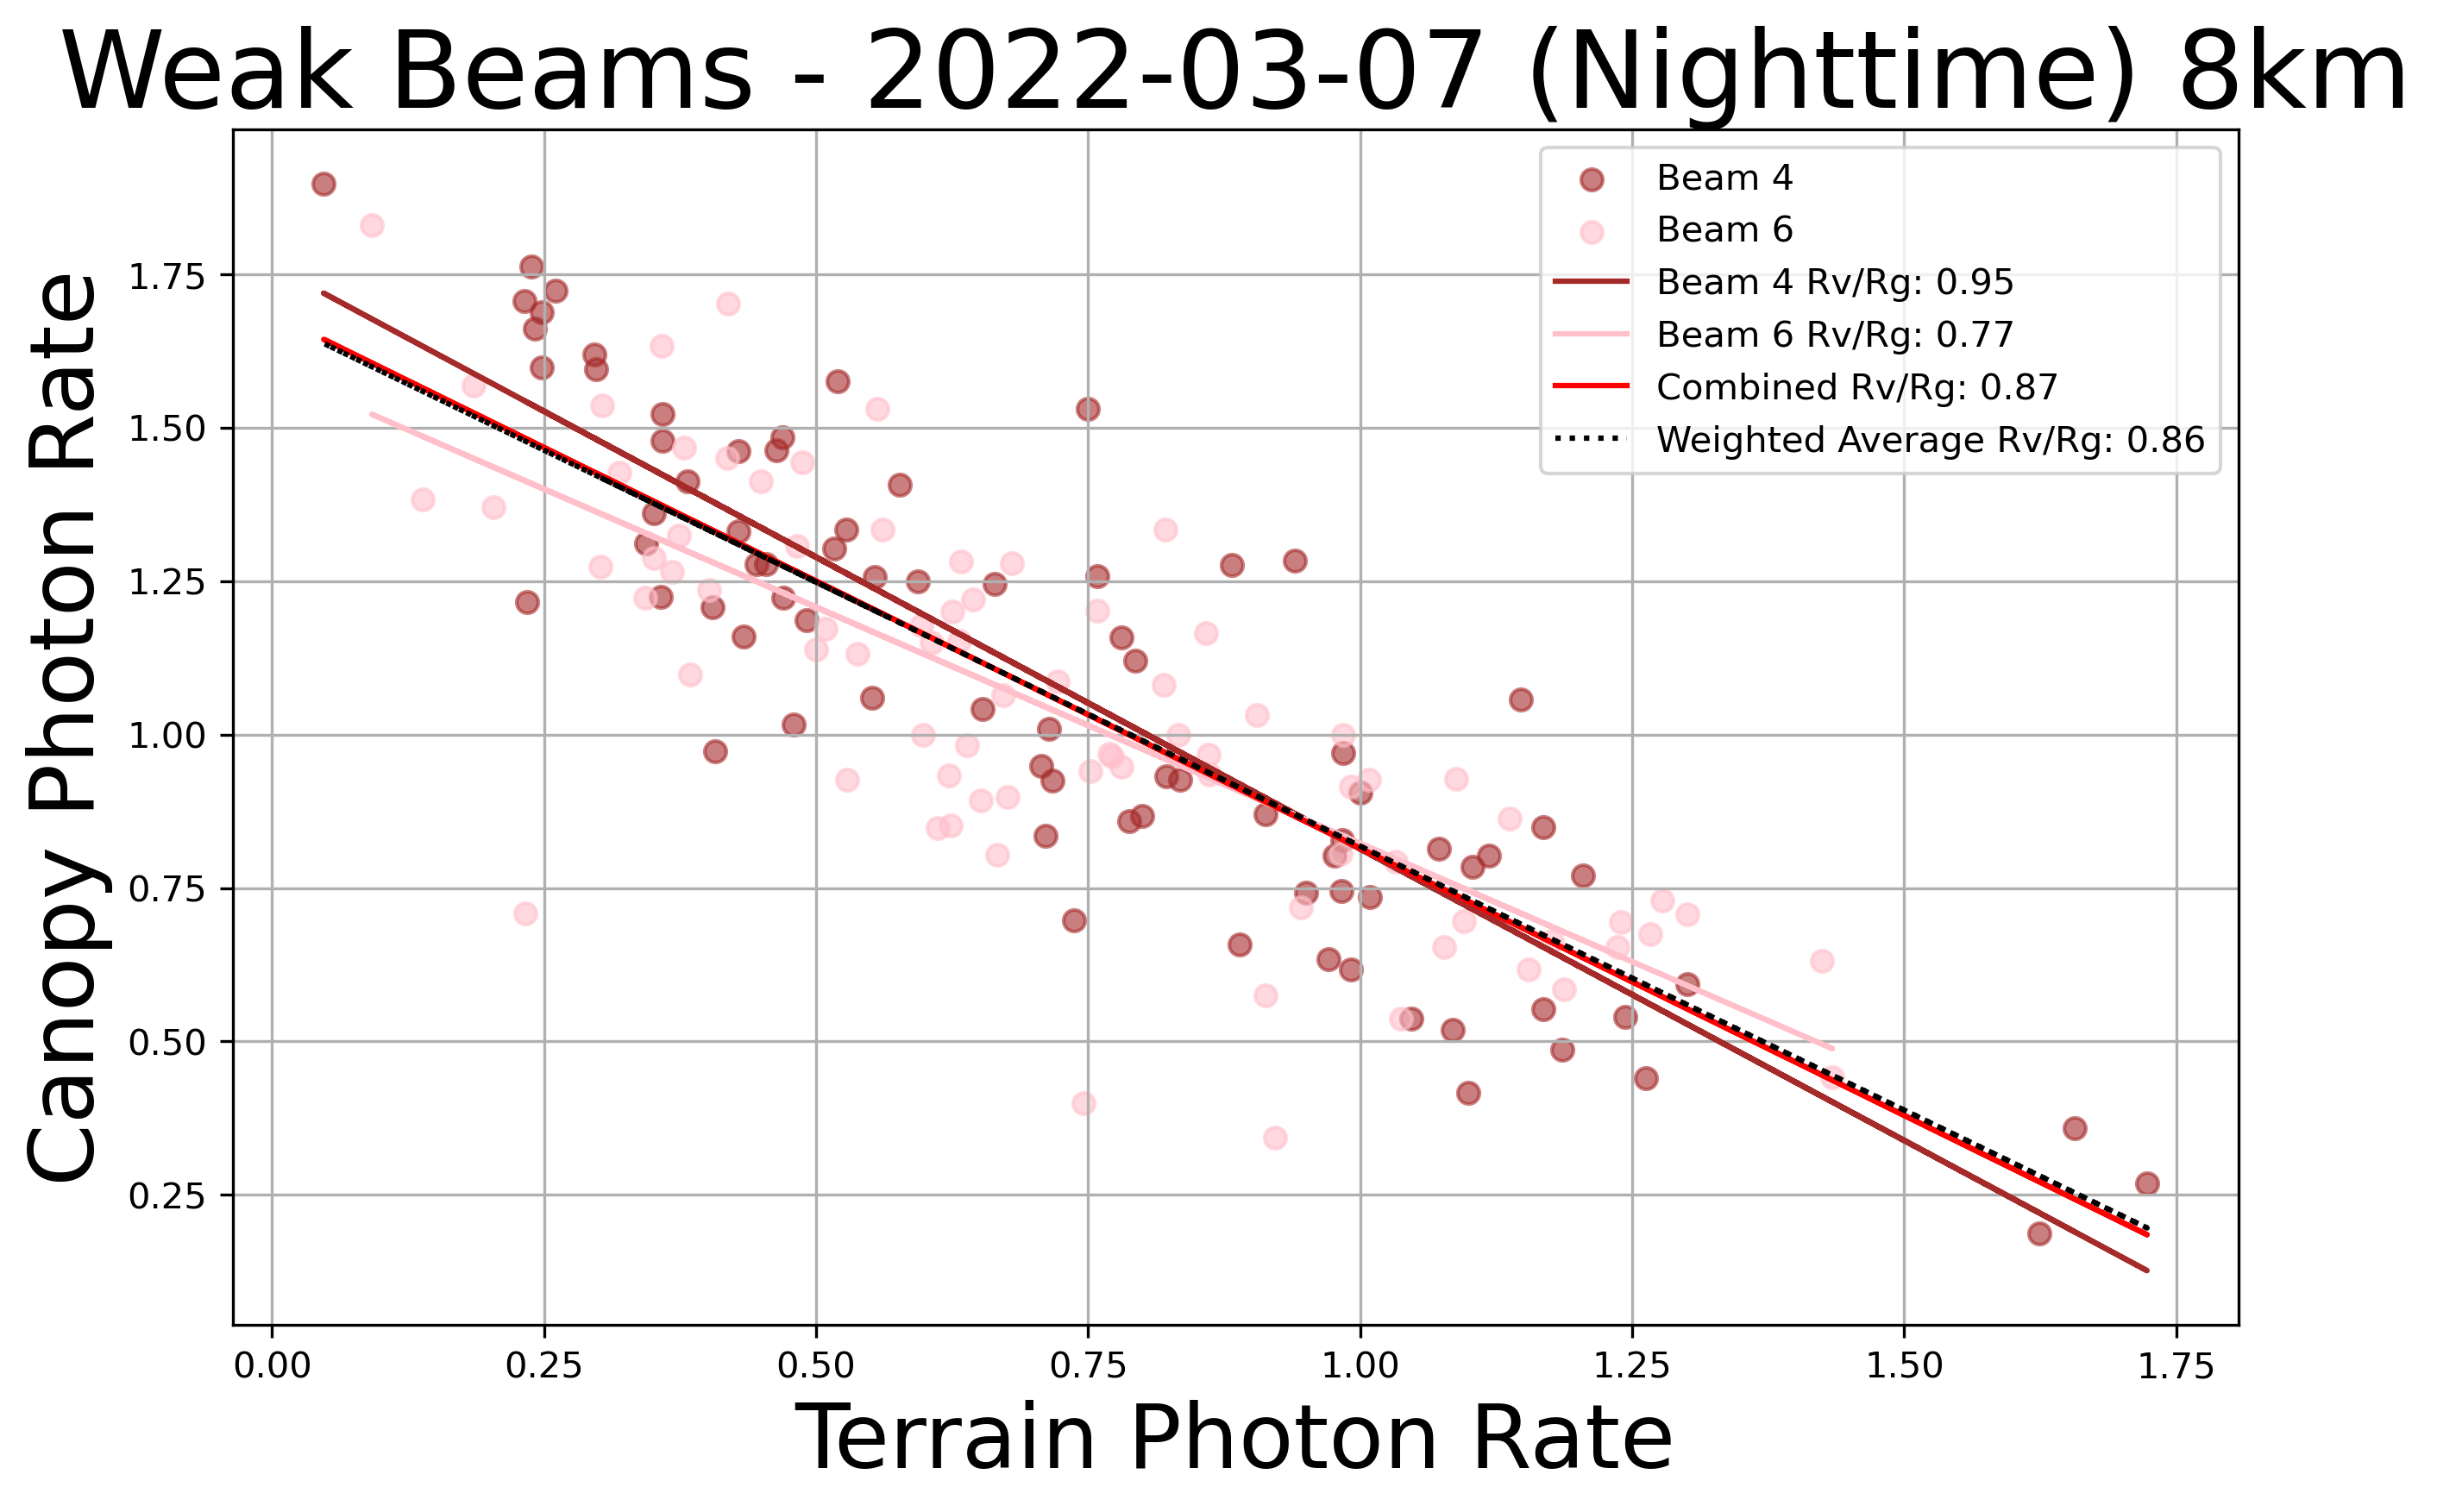 Weak Beams - 2022-03-07 (Nighttime) 8km
Beam 4
Beam 6
Beam 4 Rv/Rg: 0.95
Beam 6 Rv/Rg: 0.77
Combined Rv/Rg: 0.87
Weighted Average Rv/Rg: 0.86
Canopy Photon Rate
1.75
1.50
1.25
1.00
0.75
0.50
0.25
0.00 0.25 0.50 0.75 1.00 1.25 1.50 1.75
Terrain Photon Rate